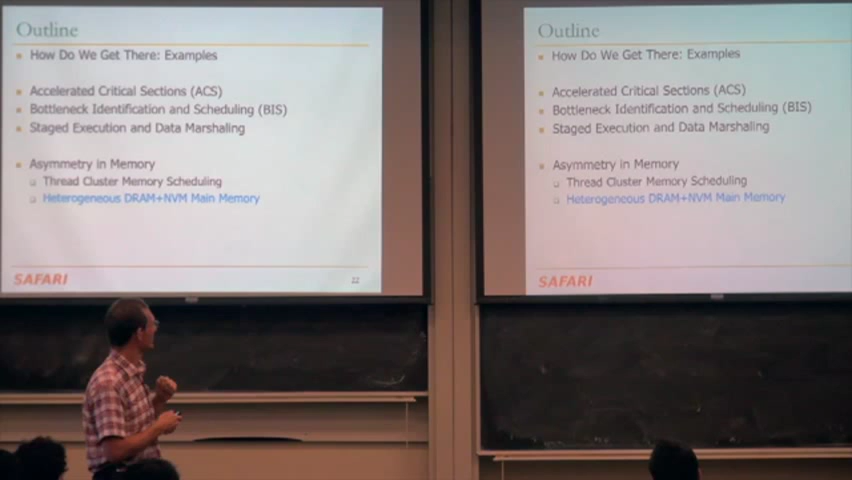 Outline
How Do We Get There: Examples
Accelerated Critical Sections (ACS)
Bottleneck Identification and Scheduling (BIS)
Staged Execution and Data Marshaling
Asymmetry in Memory
Thread Cluster Memory Scheduling
Heterogeneous DRAM+NVM Main Memory
SAFARI
22
Outline
How Do We Get There: Examples
Accelerated Critical Sections (ACS)
Bottleneck Identification and Scheduling (BIS)
Staged Execution and Data Marshaling
Asymmetry in Memory
Thread Cluster Memory Scheduling
Heterogeneous DRAM+NVM Main Memory
SAFARI